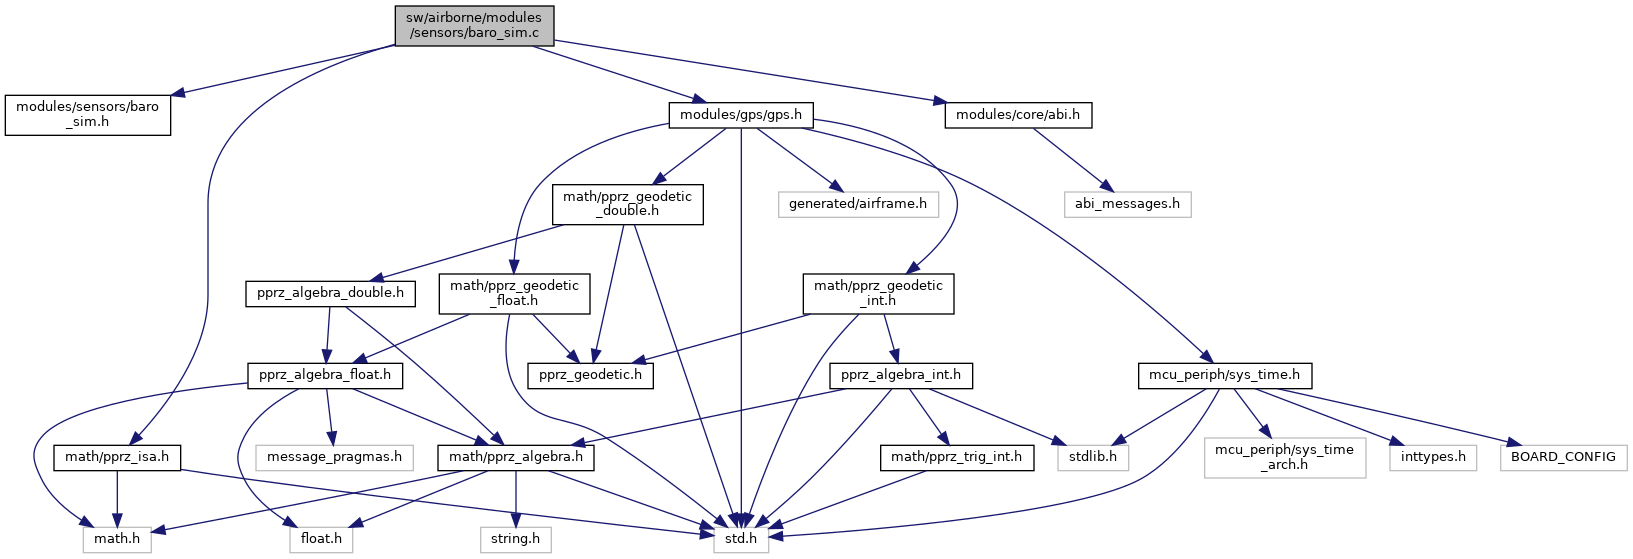 sw/airborne/modules
/sensors/baro_sim.c
modules/sensors/baro
_sim.h
modules/gps/gps.h
modules/core/abi.h
math/pprz_geodetic
_double.h
generated/airframe.h
abi_messages.h
pprz_algebra_double.h
math/pprz_geodetic
_float.h
math/pprz_geodetic
_int.h
pprz_algebra_float.h
pprz_geodetic.h
pprz_algebra_int.h
mcu_periph/sys_time.h
math/pprz_isa.h
message_pragmas.h
math/pprz_algebra.h
math/pprz_trig_int.h
stdlib.h
mcu_periph/sys_time
_arch.h
inttypes.h
BOARD_CONFIG
math.h
float.h
string.h
std.h